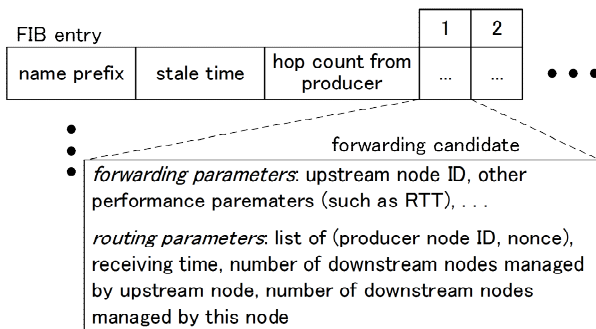 FIB entry
1 2
name prefix stale time hop count from producer ... ...
forwarding candidate
forwarding parameters: upstream node ID, other
performance parematers (such as RTT), . . .
routing parameters: list of (producer node ID, nonce),
receiving time, number of downstream nodes managed
by upstream node, number of downstream nodes
managed by this node